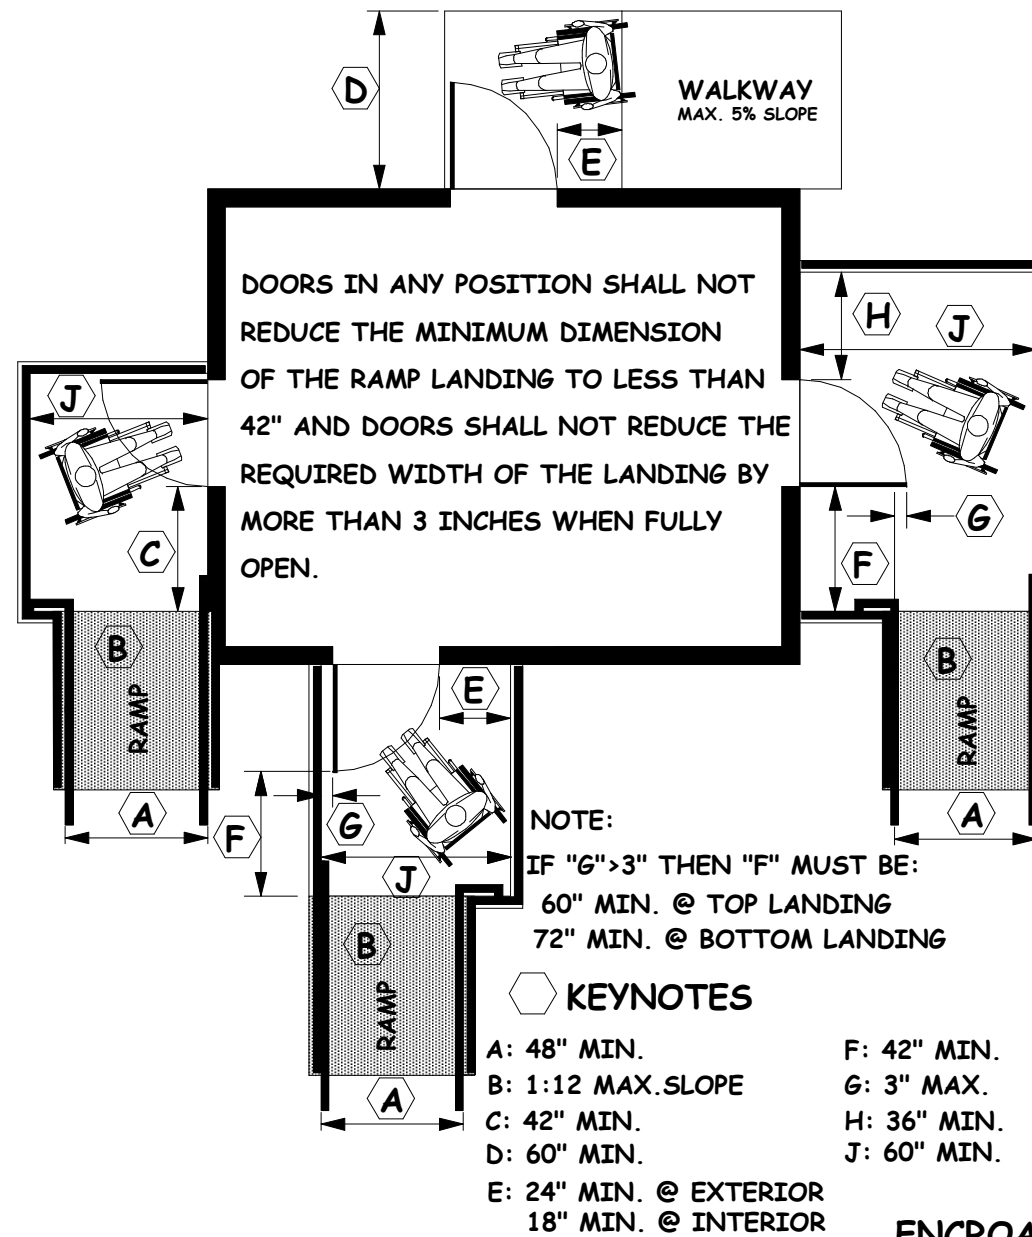 D
WALKWAY
MAX. 5% SLOPE
E
DOORS IN ANY POSITION SHALL NOT
REDUCE THE MINIMUM DIMENSION
OF THE RAMP LANDING TO LESS THAN
42" AND DOORS SHALL NOT REDUCE THE
REQUIRED WIDTH OF THE LANDING BY
MORE THAN 3 INCHES WHEN FULLY
OPEN.
H
J
J
G
C
F
B
RAMP
A
B
RAMP
A
E
F
G
J
B
RAMP
A
NOTE:
IF "G">3" THEN "F" MUST BE:
60" MIN. @ TOP LANDING
72" MIN. @ BOTTOM LANDING
KEYNOTES
A: 48" MIN.
B: 1:12 MAX.SLOPE
C: 42" MIN.
D: 60" MIN.
E: 24" MIN. @ EXTERIOR
18" MIN. @ INTERIOR
F: 42" MIN.
G: 3" MAX.
H: 36" MIN.
J: 60" MIN.